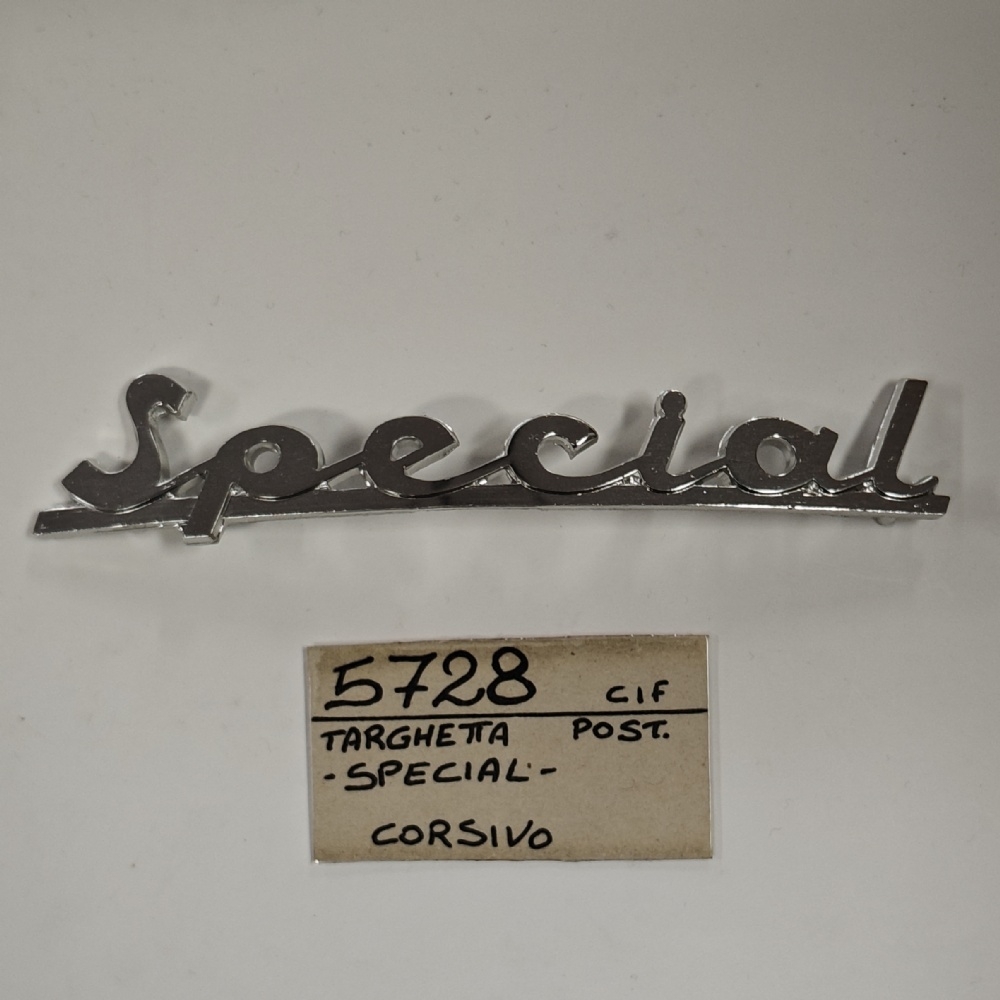 Special
5728 CIF
TARGHETTA POST.
-SPECIAL-
CORSIVO